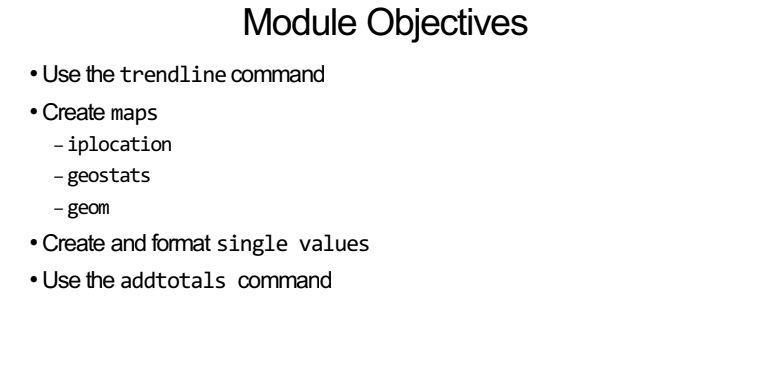 Module Objectives
• Use the trendline command
• Create maps
– iplocation
– geostats
– geom
• Create and format single values
• Use the addtotals command